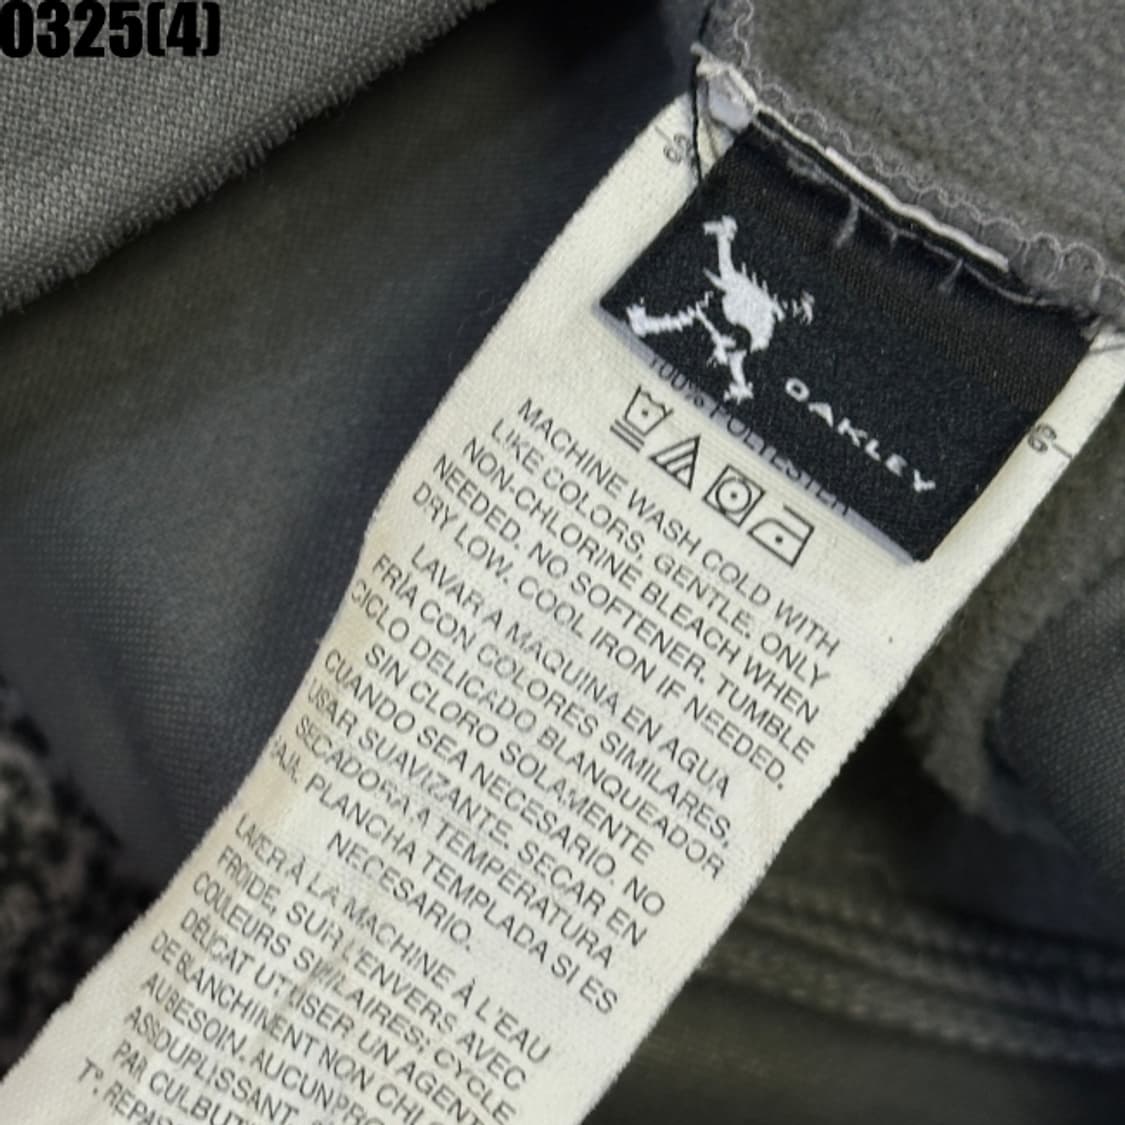 0325(4)
OAKLEY
100% POLYESTER
MACHINE WASH COLD WITH
LIKE COLORS, GENTLE. ONLY
NON-CHLORINE BLEACH WHEN
NEEDED. NO SOFTENER. TUMBLE
DRY LOW. COOL IRON IF NEEDED.
LAVAR A MAQUINA EN AGUA
FRÍA CON COLORES SIMILARES,
CICLO DELICADO BLANQUEADOR
SIN CLORO SOLAMENTE
CUANDO SEA NECESARIO. NO
USAR SUAVIZANTE. SECAR EN
SECADORA A TEMPERATURA
PLANCHA TEMPLADA SI ES
NECESARIO.
LAVER À LA MACHINE À L'EAU
FROIDE, SUR L'ENVERS AVEC
COULEURS SIMILAIRES; CYCLE
DÉLICAT UTILISER UN AGENT
DE BLANCHIMENT NON CHL
AUBESOIN. AUCUN PRO
ASSOUPLISSANT.
PAR CULBUT
T°. REPAS